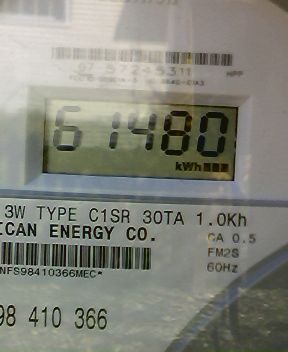 61480
kWh
3W TYPE C1SR 30TA 1.0Kh
ICAN ENERGY CO.
CA 0.5
FM2S
NFS98410366MEC*
60Hz
98 410 366